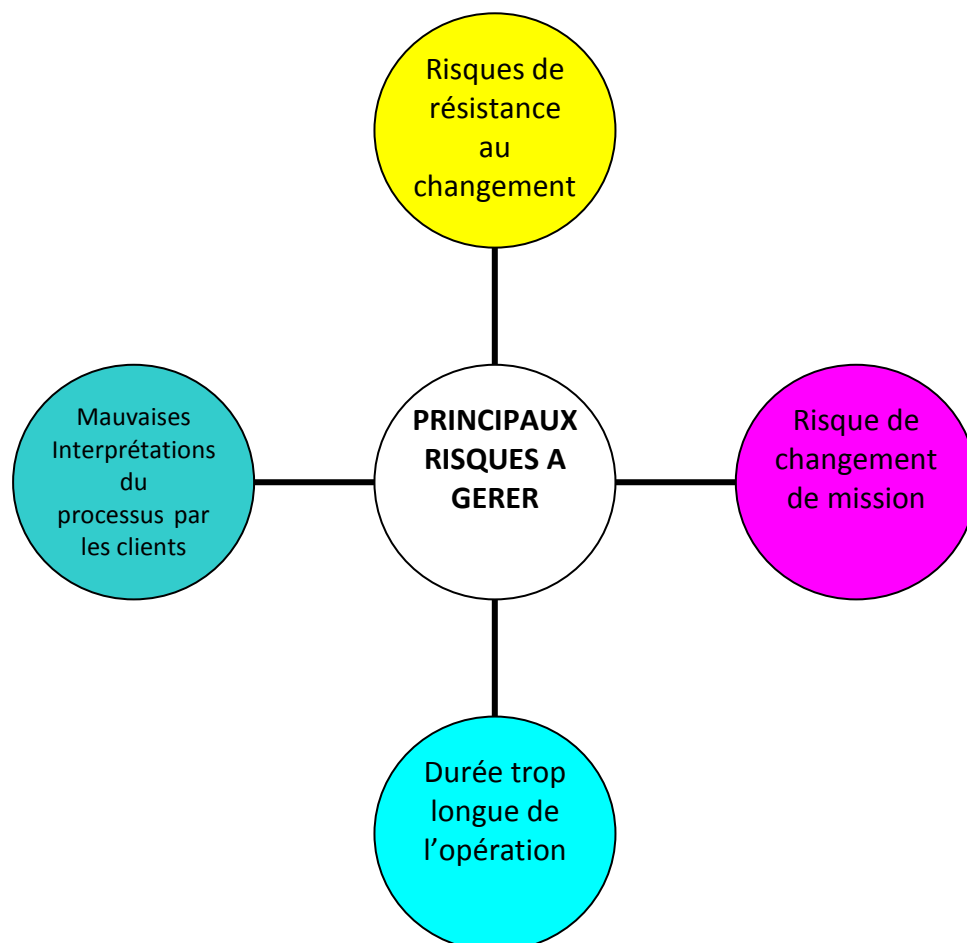 Risques de
résistance
au
changement
Mauvaises
Interprétations
du
processus par
les clients
PRINCIPAUX
RISQUES A
GERER
Risque de
changement
de mission
Durée trop
longue de
l’opération